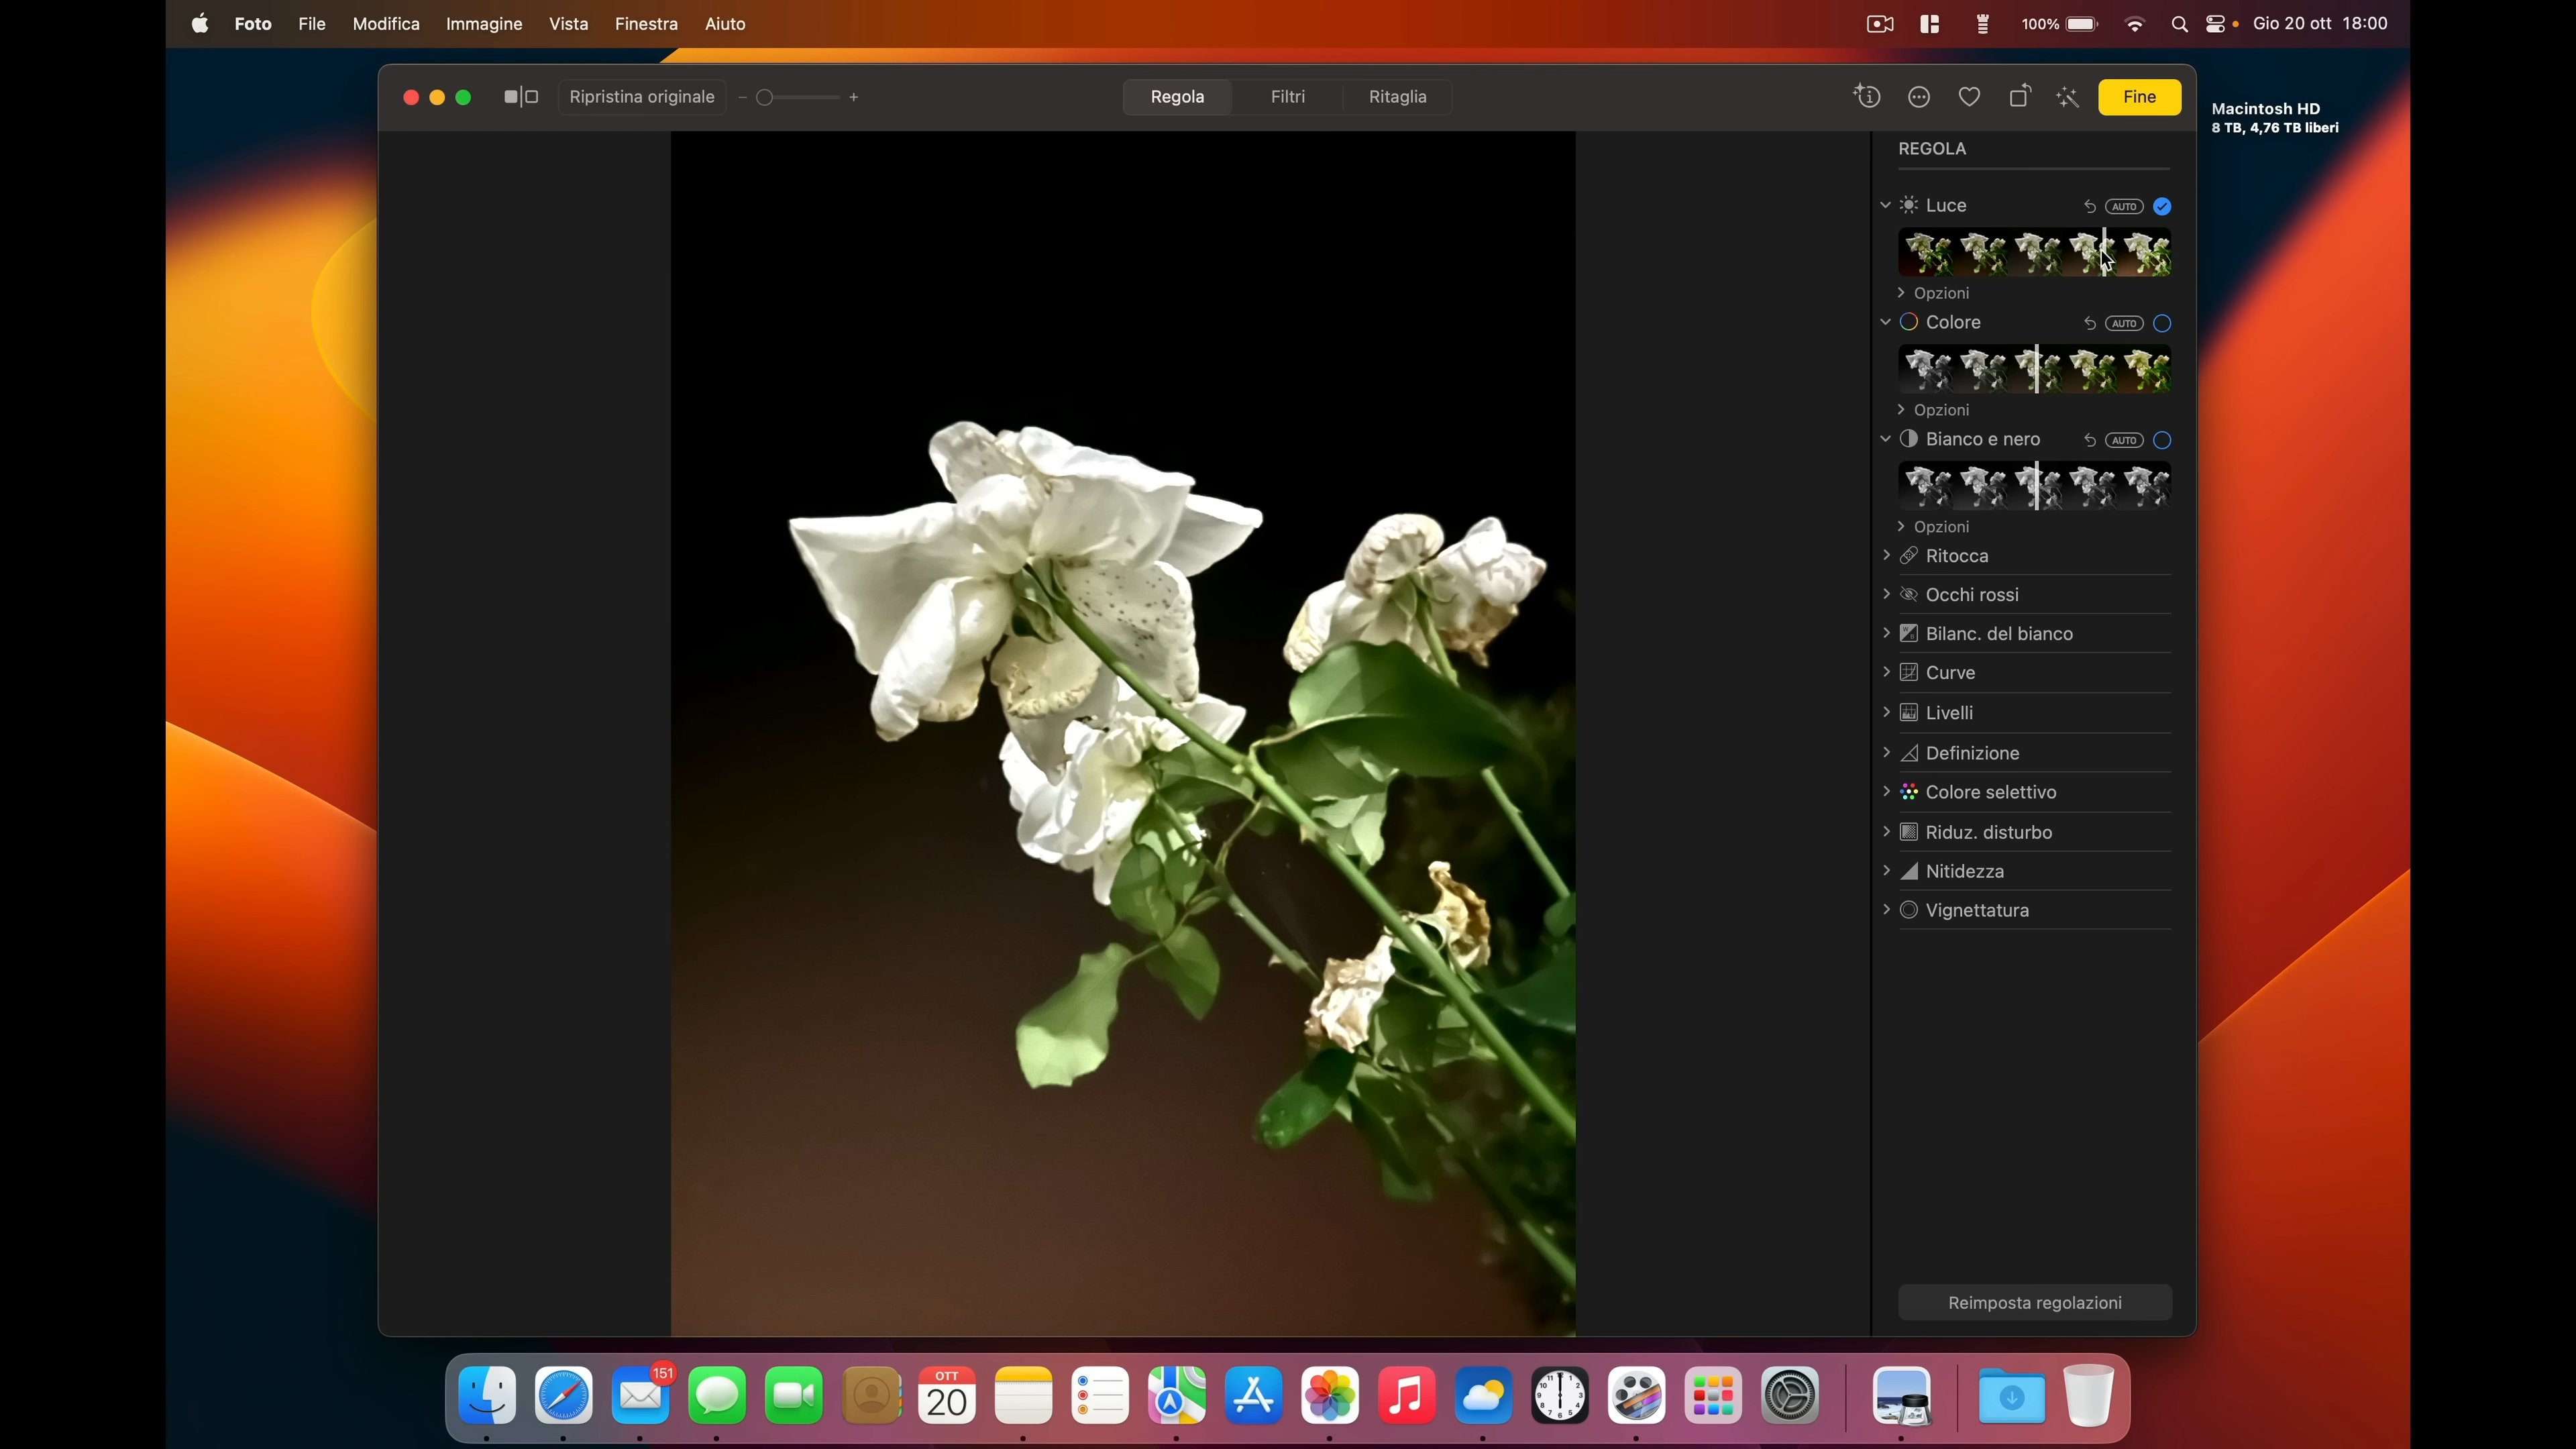 Foto File Modifica Immagine Vista Finestra Aiuto 100% Gio 20 ott 18:00
Ripristina originale − + Regola Filtri Ritaglia Fine
Macintosh HD
8 TB, 4,76 TB liberi
REGOLA
Luce AUTO
Opzioni
Colore AUTO
Opzioni
Bianco e nero AUTO
Opzioni
Ritocca
Occhi rossi
Bilanc. del bianco
Curve
Livelli
Definizione
Colore selettivo
Riduz. disturbo
Nitidezza
Vignettatura
Reimposta regolazioni
151
OTT
20